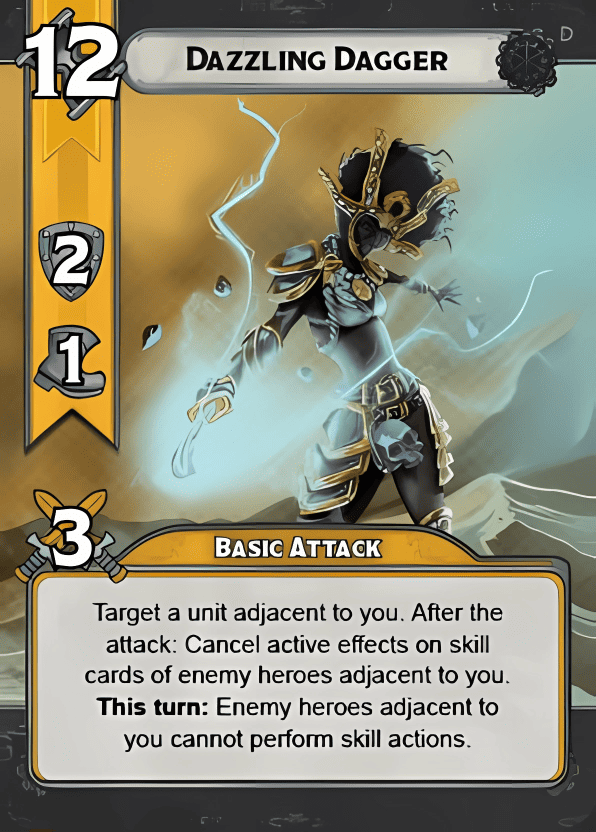 12
DAZZLING DAGGER
D
2
1
3
BASIC ATTACK
Target a unit adjacent to you. After the
attack: Cancel active effects on skill
cards of enemy heroes adjacent to you.
This turn: Enemy heroes adjacent to
you cannot perform skill actions.